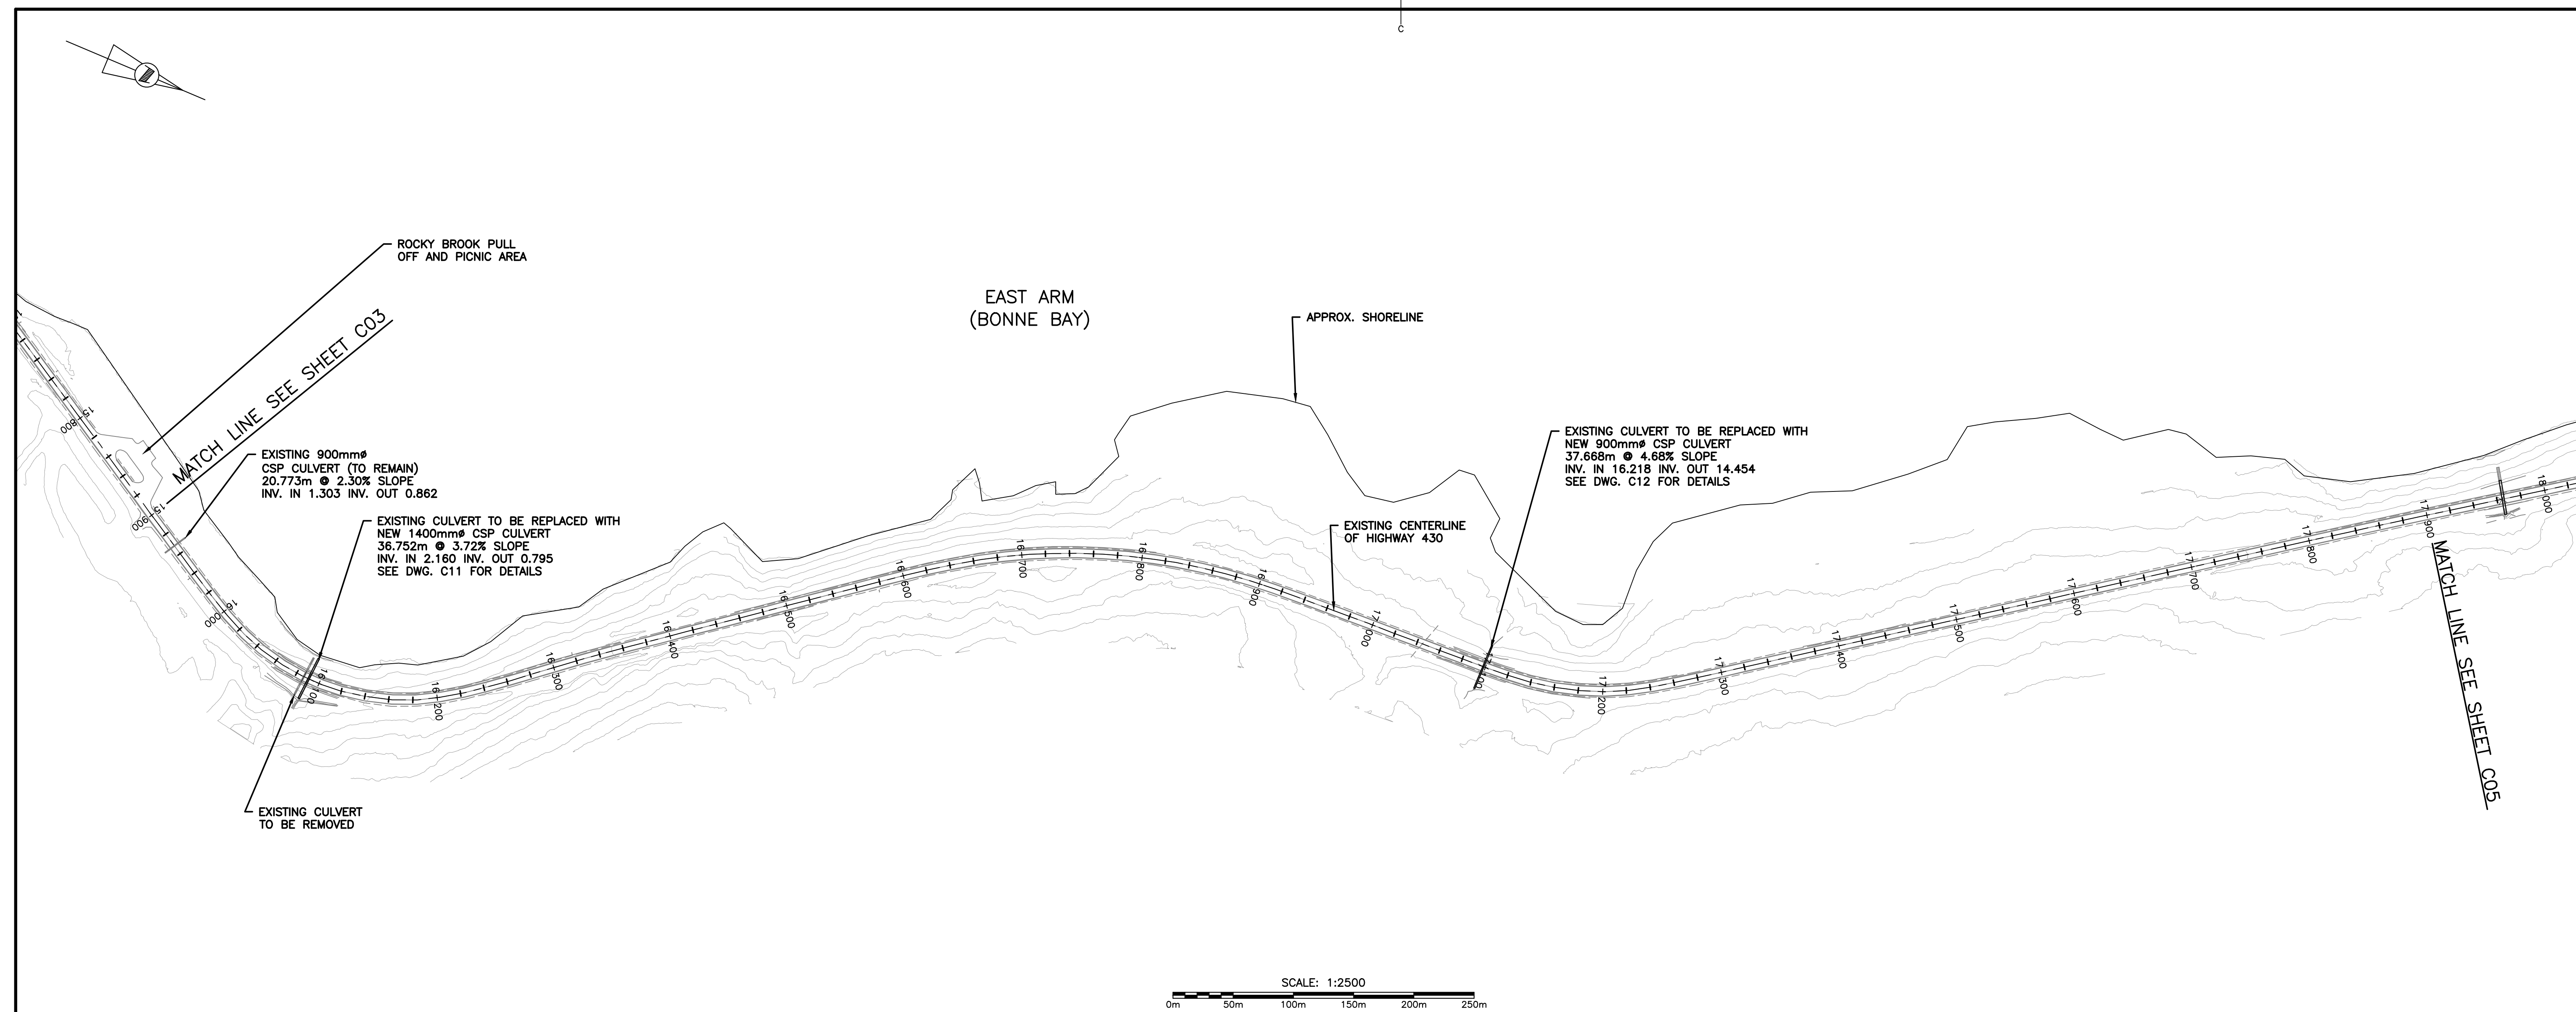 C
ROCKY BROOK PULL
OFF AND PICNIC AREA
MATCH LINE SEE SHEET C03
EAST ARM
(BONNE BAY)
APPROX. SHORELINE
EXISTING 900mmø
CSP CULVERT (TO REMAIN)
20.773m @ 2.30% SLOPE
INV. IN 1.303 INV. OUT 0.862
EXISTING CULVERT TO BE REPLACED WITH
NEW 1400mmø CSP CULVERT
36.752m @ 3.72% SLOPE
INV. IN 2.160 INV. OUT 0.795
SEE DWG. C11 FOR DETAILS
EXISTING CULVERT TO BE REPLACED WITH
NEW 900mmø CSP CULVERT
37.668m @ 4.68% SLOPE
INV. IN 16.218 INV. OUT 14.454
SEE DWG. C12 FOR DETAILS
EXISTING CENTERLINE
OF HIGHWAY 430
EXISTING CULVERT
TO BE REMOVED
15+800
15+900
16+000
16+100
16+200
16+300
16+400
16+500
16+600
16+700
16+800
16+900
17+000
17+100
17+200
17+300
17+400
17+500
17+600
17+700
17+800
17+900
18+000
MATCH LINE SEE SHEET C05
SCALE: 1:2500
0m 50m 100m 150m 200m 250m